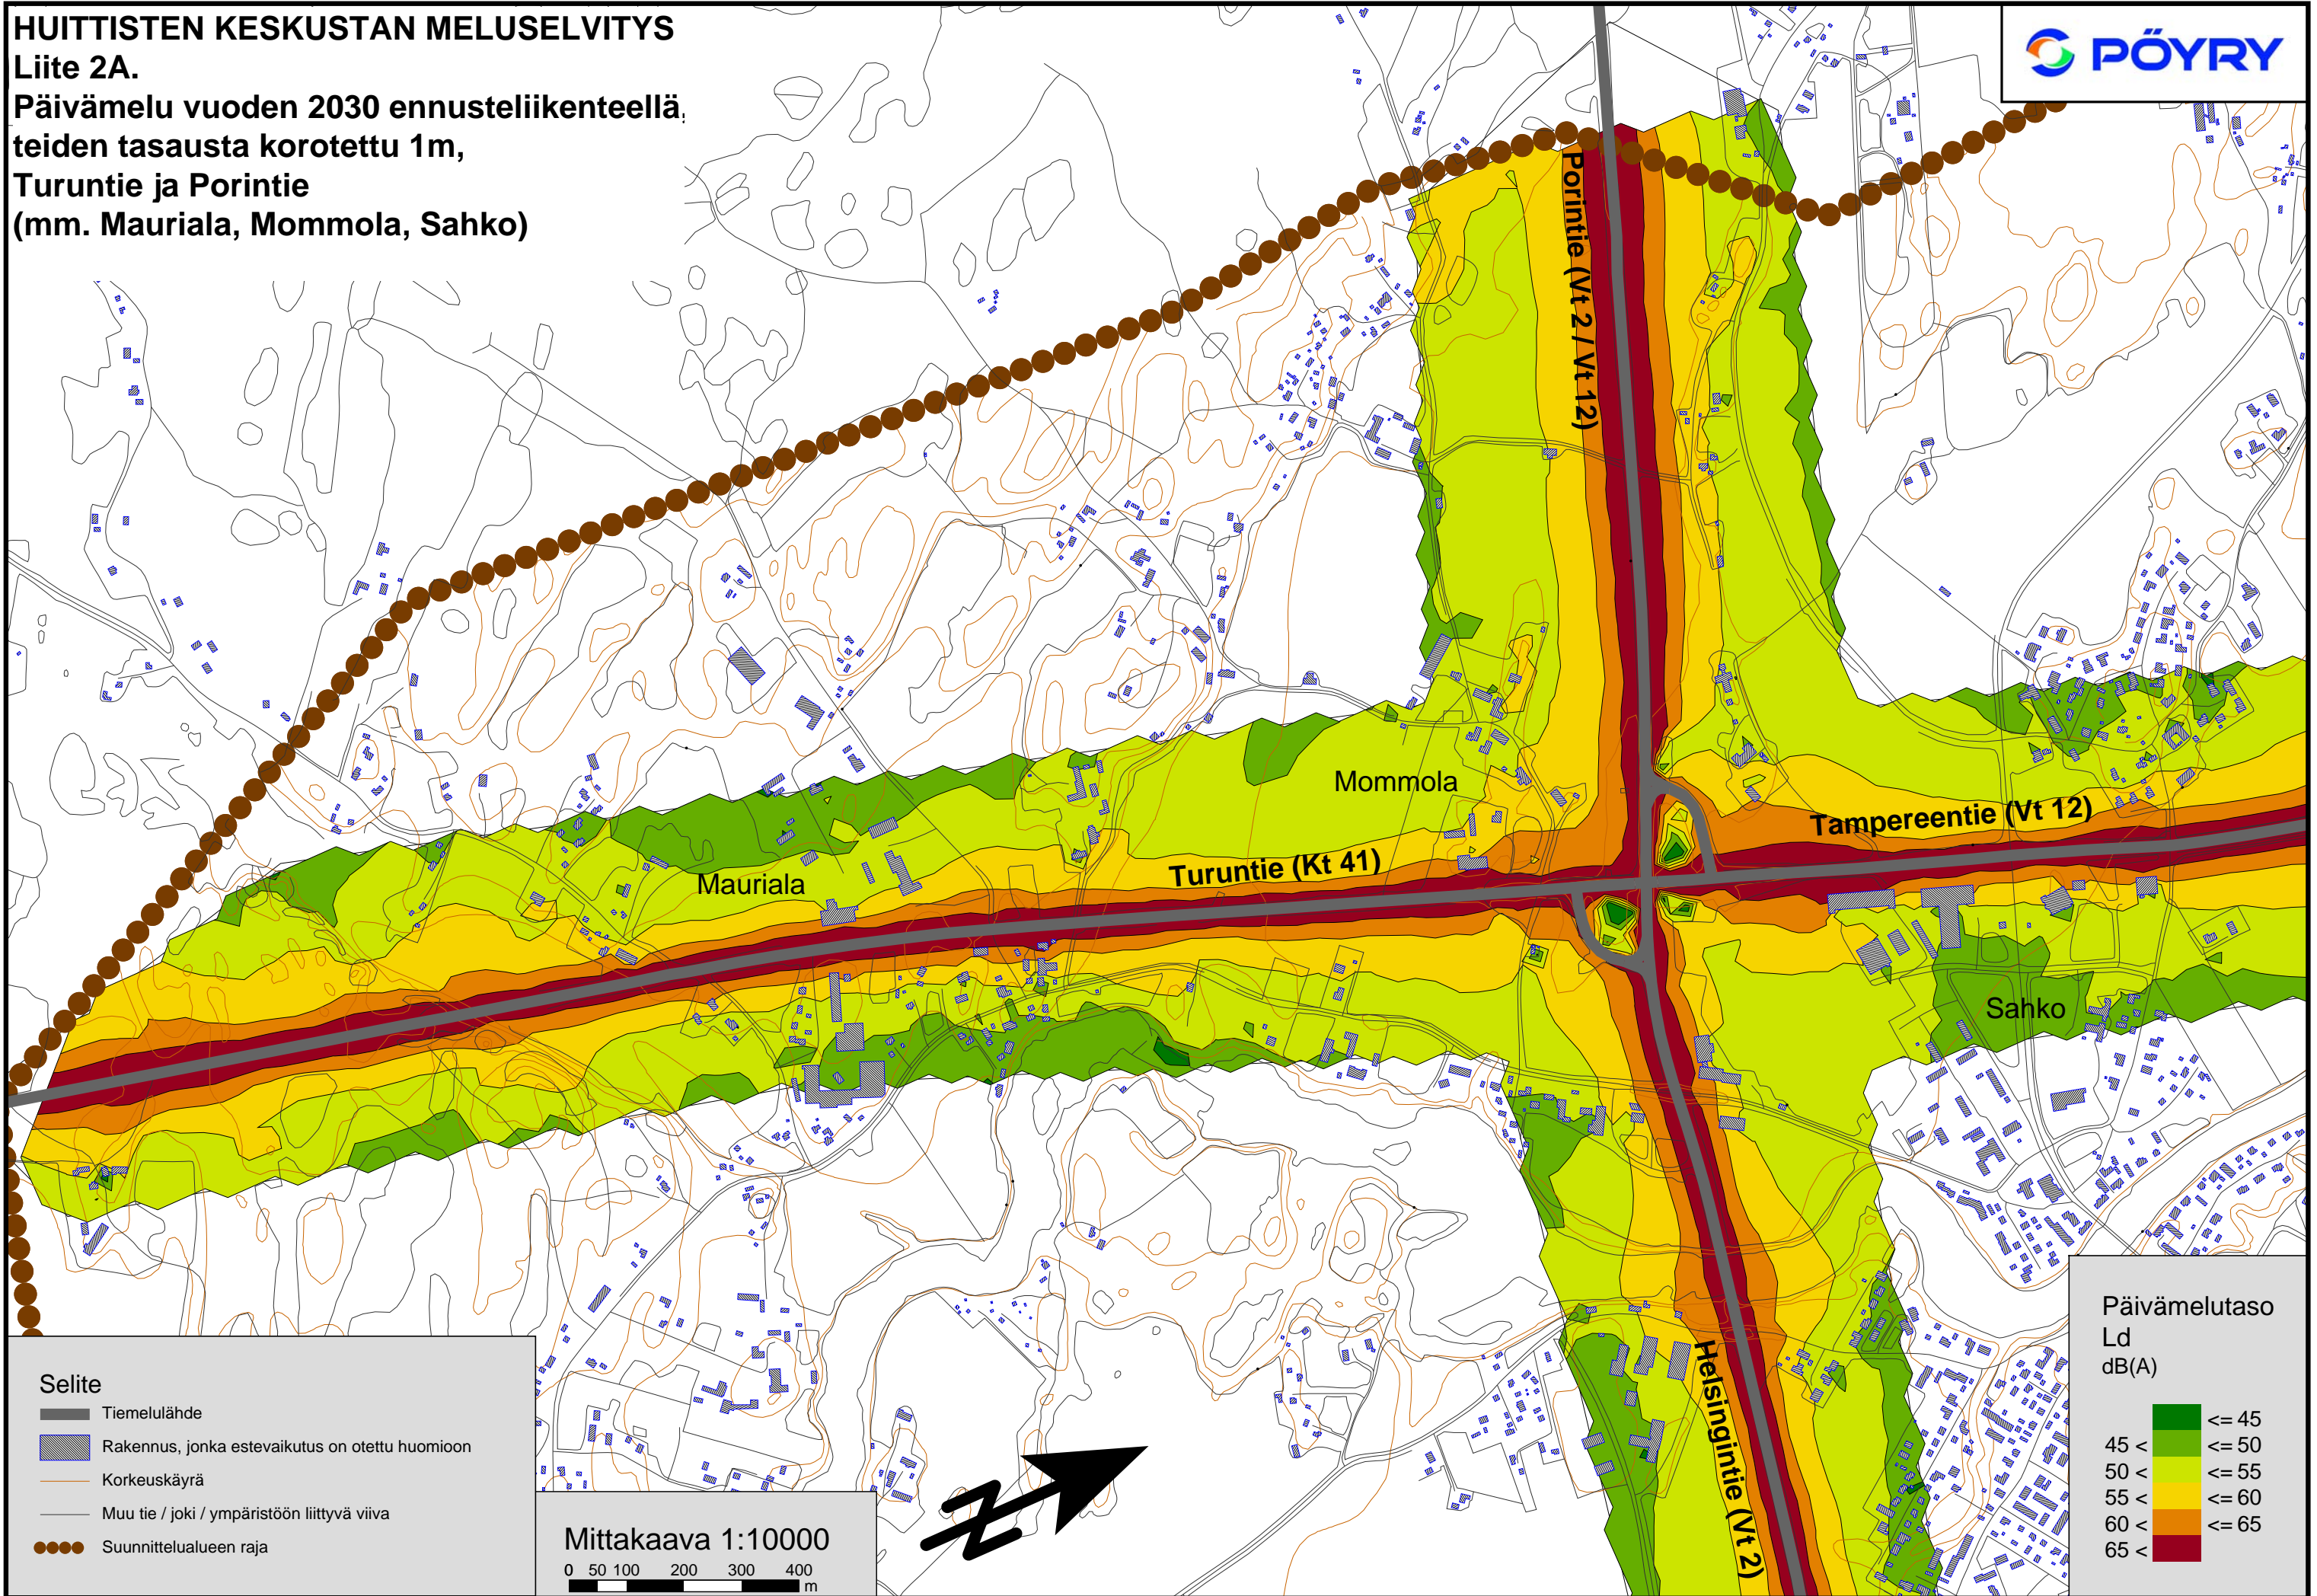 HUITTISTEN KESKUSTAN MELUSELVITYS
Liite 2A.
Päivämelu vuoden 2030 ennusteliikenteellä,
teiden tasausta korotettu 1m,
Turuntie ja Porintie
(mm. Mauriala, Mommola, Sahko)
PÖYRY
Porintie (Vt 2 / Vt 12)
Mommola
Tampereentie (Vt 12)
Turuntie (Kt 41)
Mauriala
Sahko
Helsingintie (Vt 2)
Selite
Tiemelulähde
Rakennus, jonka estevaikutus on otettu huomioon
Korkeuskäyrä
Muu tie / joki / ympäristöön liittyvä viiva
Suunnittelualueen raja
Mittakaava 1:10000
0 50 100 200 300 400
m
Päivämelutaso
Ld
dB(A)
<= 45
45 < <= 50
50 < <= 55
55 < <= 60
60 < <= 65
65 <